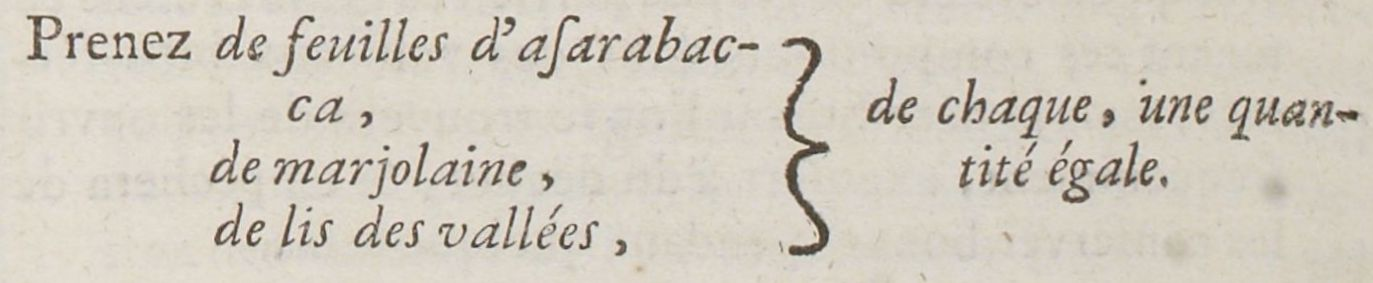 Prenez de feuilles d'aſarabac-
ca,
de marjolaine,
de lis des vallées,
de chaque, une quan-
tité égale.